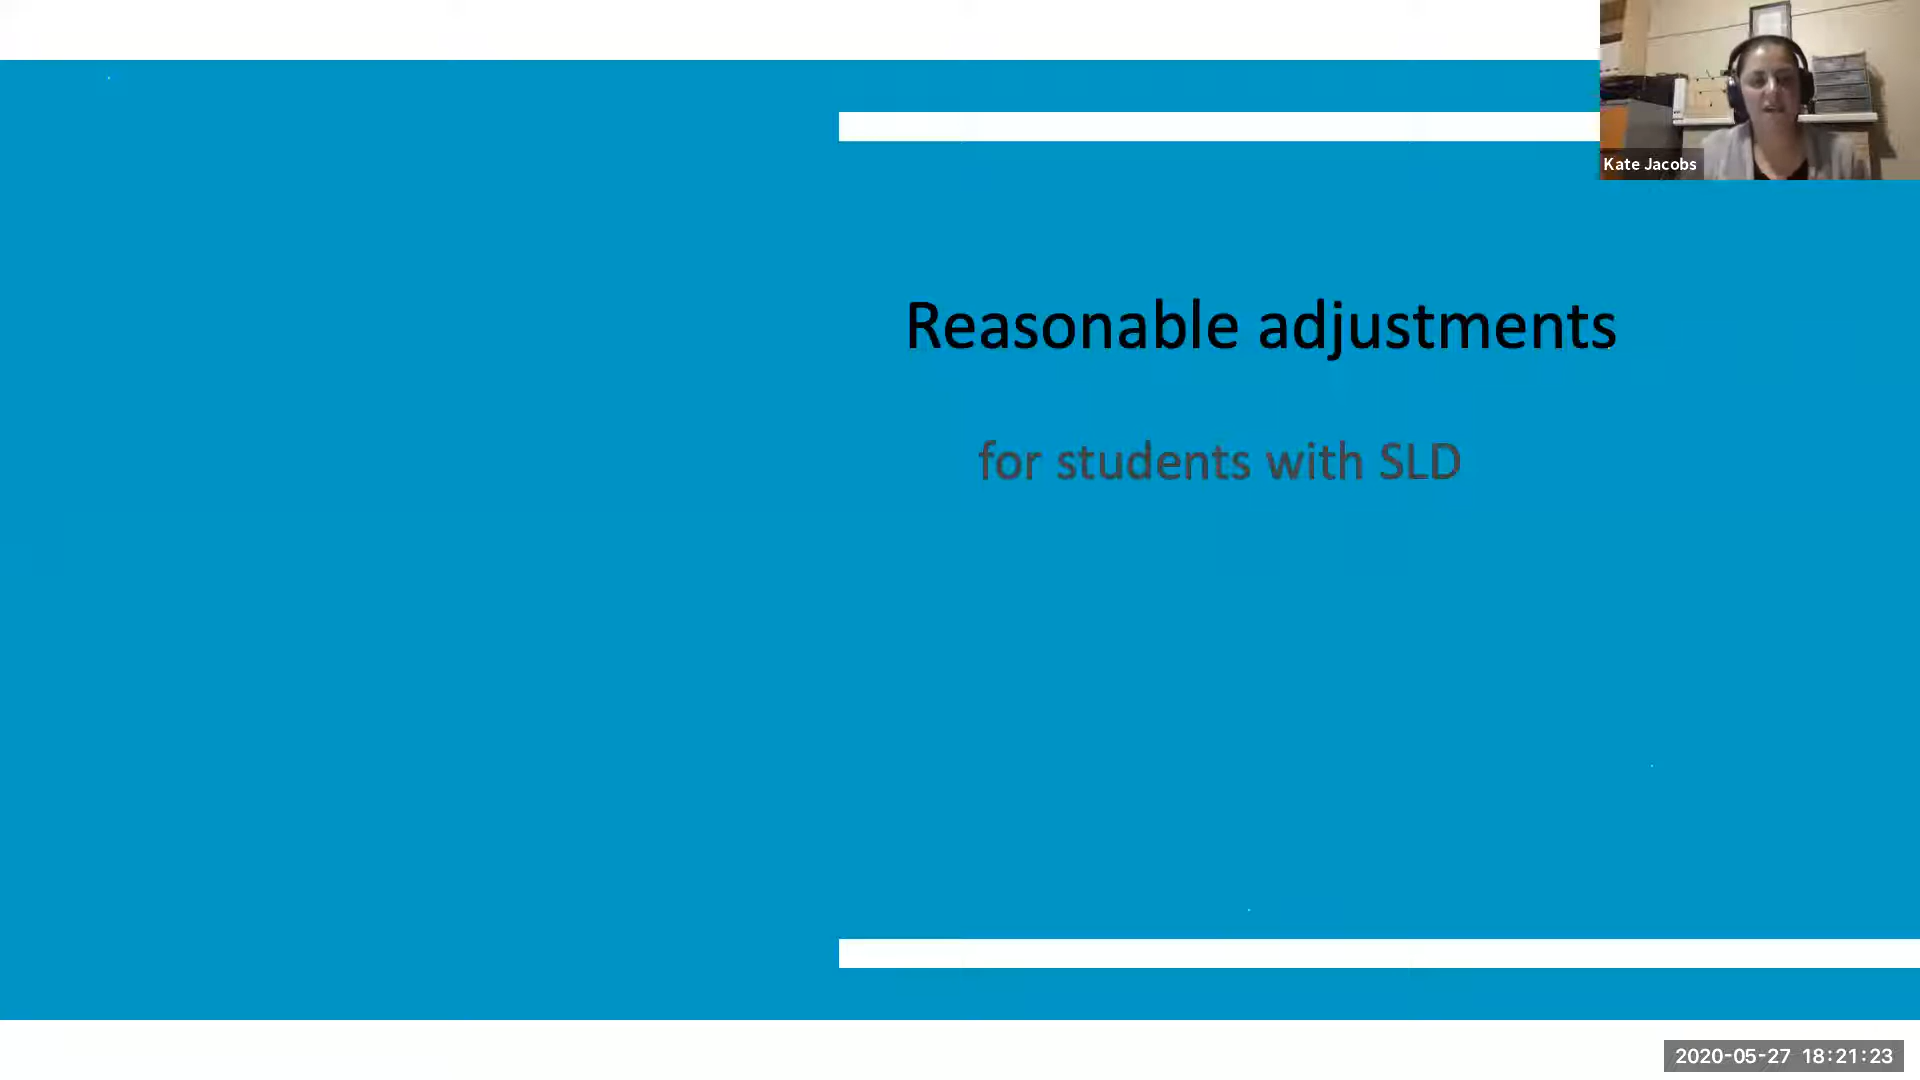 Kate Jacobs
Reasonable adjustments
for students with SLD
2020-05-27 18:21:23